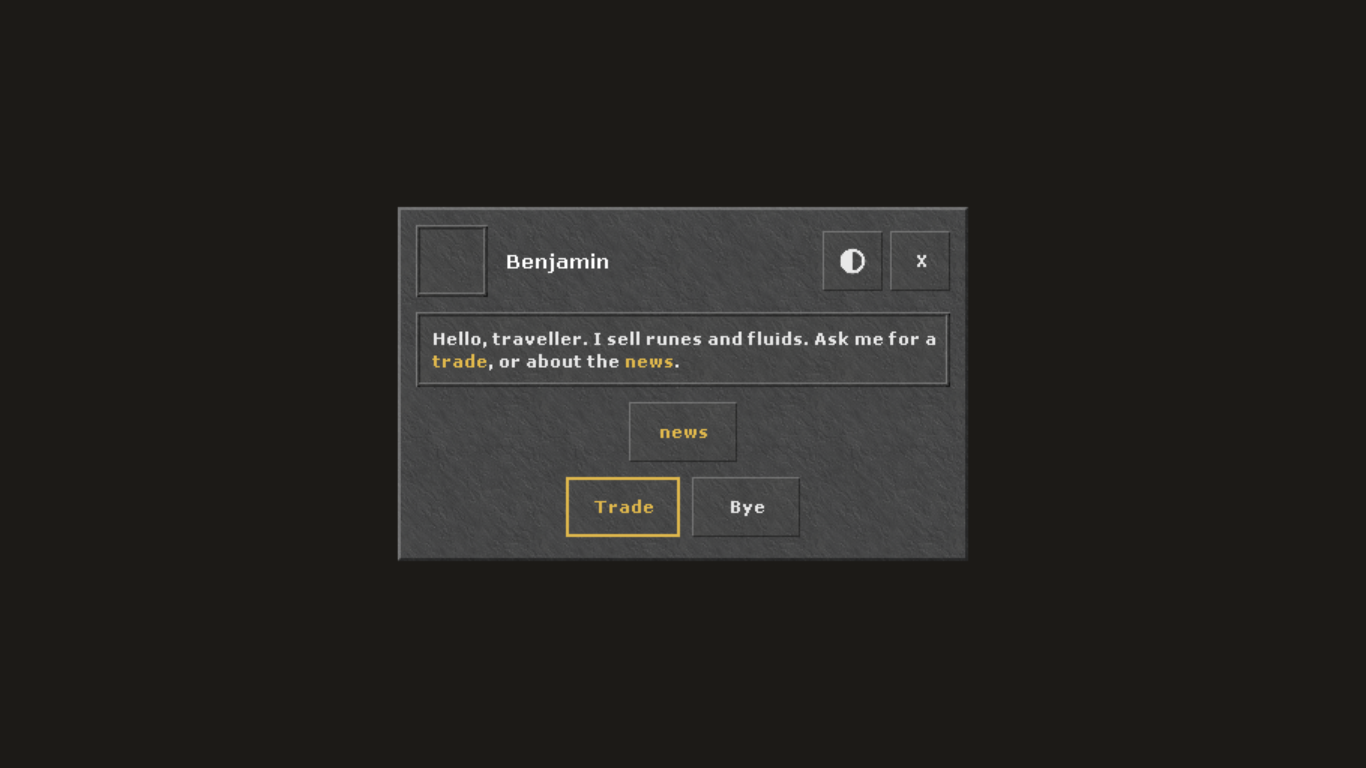 Benjamin
X
Hello, traveller. I sell runes and fluids. Ask me for a
trade, or about the news.
news
Trade Bye